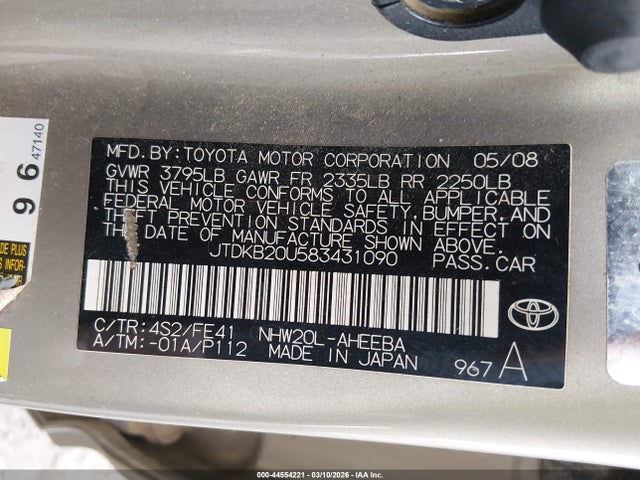 MFD. BY: TOYOTA MOTOR CORPORATION 05/08
GVWR 3795LB GAWR FR 2335LB RR 2250LB
THIS VEHICLE CONFORMS TO ALL APPLICABLE
FEDERAL MOTOR VEHICLE SAFETY, BUMPER, AND
THEFT PREVENTION STANDARDS IN EFFECT ON
THE DATE OF MANUFACTURE SHOWN ABOVE.
JTDKB20U583431090 PASS.CAR
C/TR: 4S2/FE41 NHW20L-AHEEBA
A/TM: -01A/P112 MADE IN JAPAN 967 A
TOYOTA
96
47140
000-44554221 | 03/10/2026 - IAA Inc.